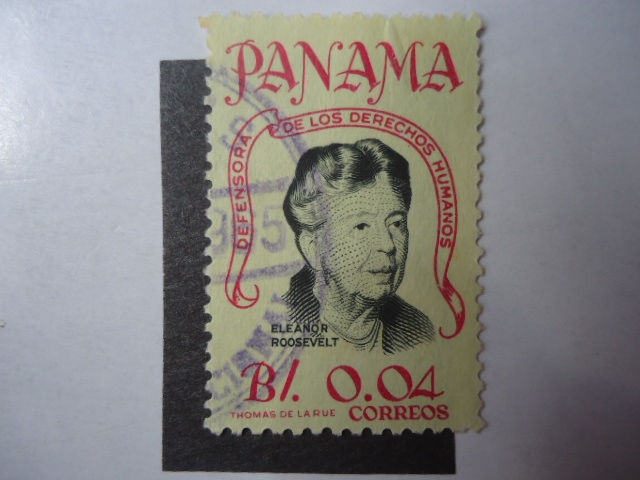 PANAMA
DEFENSORA DE LOS DERECHOS HUMANOS
ELEANOR
ROOSEVELT
B/. 0.04
THOMAS DE LA RUE CORREOS